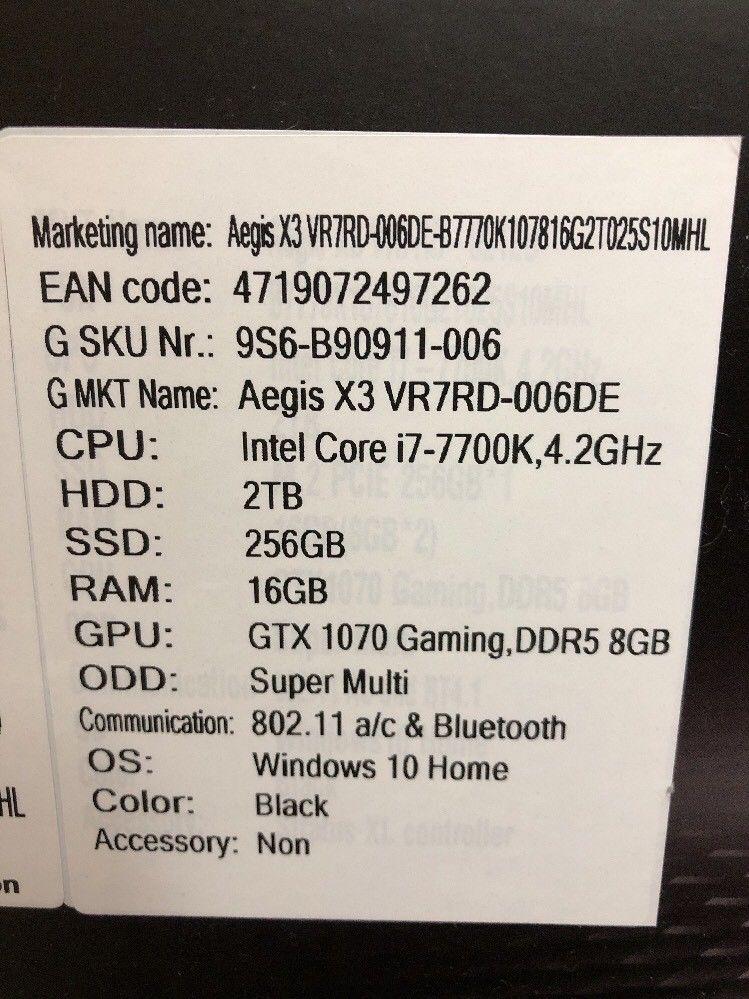 Marketing name: Aegis X3 VR7RD-006DE-B7770K107816G2T025S10MHL
EAN code: 4719072497262
G SKU Nr.: 9S6-B90911-006
G MKT Name: Aegis X3 VR7RD-006DE
CPU: Intel Core i7-7700K,4.2GHz
HDD: 2TB
SSD: 256GB
RAM: 16GB
GPU: GTX 1070 Gaming,DDR5 8GB
ODD: Super Multi
Communication: 802.11 a/c & Bluetooth
OS: Windows 10 Home
Color: Black
Accessory: Non
HL
on